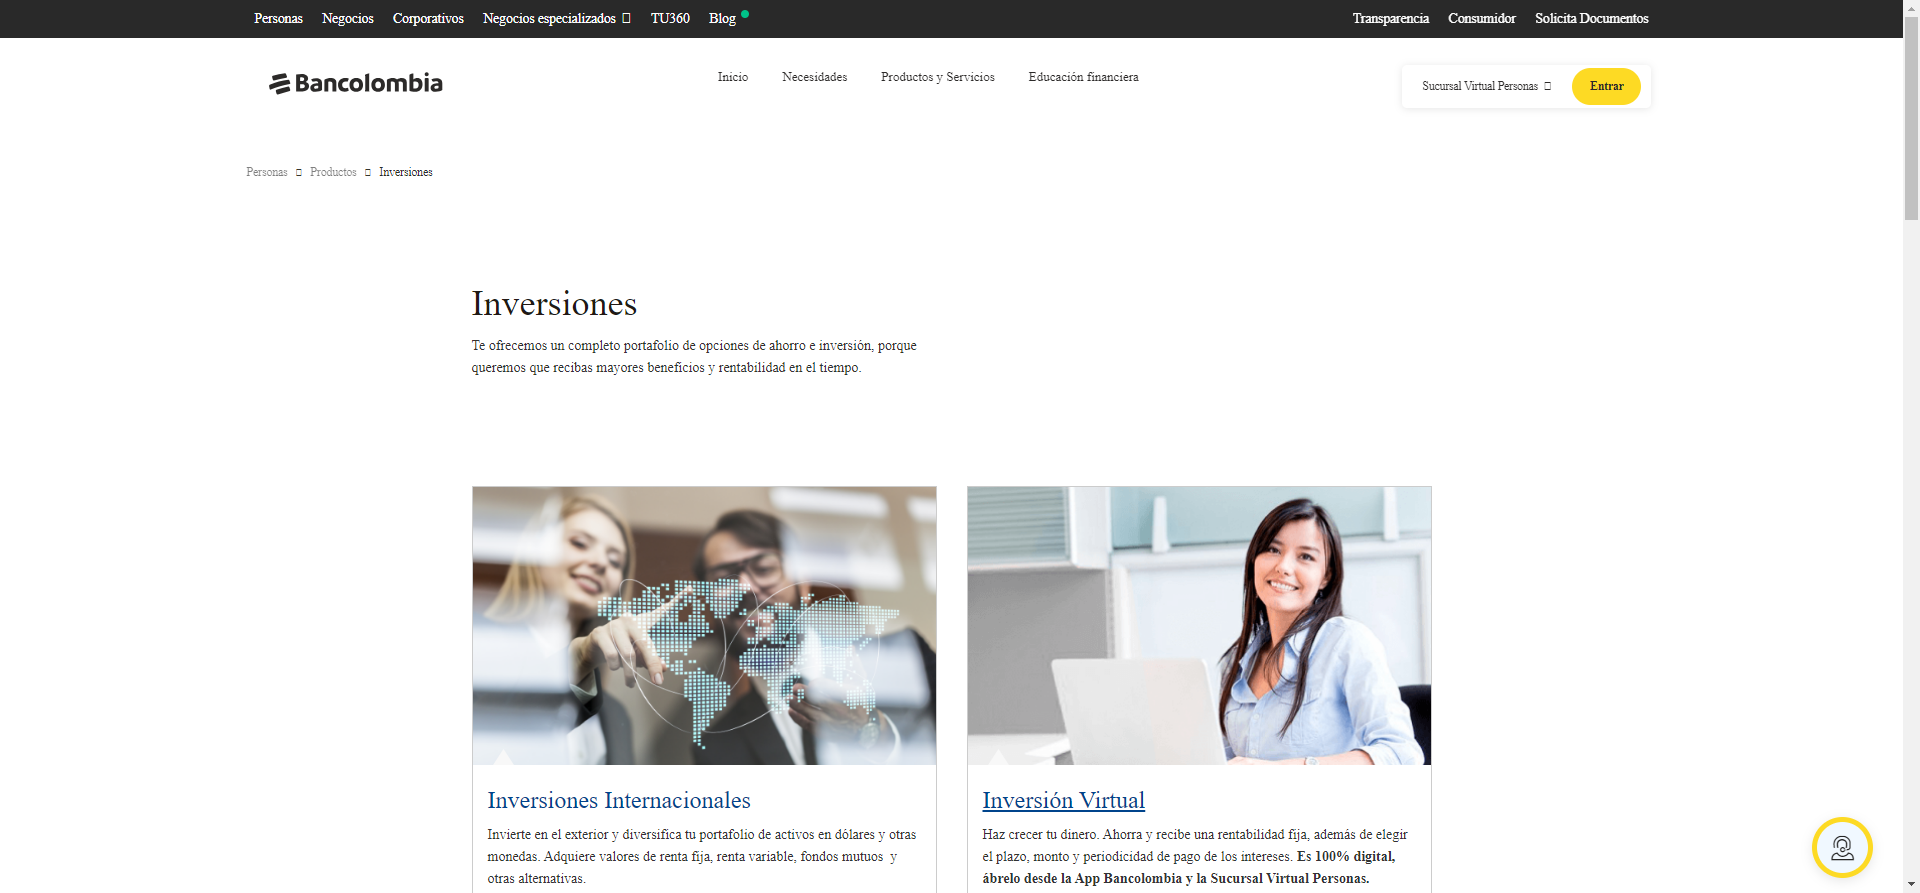 Personas Negocios Corporativos Negocios especializados TU360 Blog Transparencia Consumidor Solicita Documentos
Bancolombia Inicio Necesidades Productos y Servicios Educación financiera Sucursal Virtual Personas Entrar
Personas Productos Inversiones
Inversiones
Te ofrecemos un completo portafolio de opciones de ahorro e inversión, porque
queremos que recibas mayores beneficios y rentabilidad en el tiempo.
Inversiones Internacionales
Invierte en el exterior y diversifica tu portafolio de activos en dólares y otras
monedas. Adquiere valores de renta fija, renta variable, fondos mutuos y
otras alternativas.
Inversión Virtual
Haz crecer tu dinero. Ahorra y recibe una rentabilidad fija, además de elegir
el plazo, monto y periodicidad de pago de los intereses. Es 100% digital,
ábrelo desde la App Bancolombia y la Sucursal Virtual Personas.